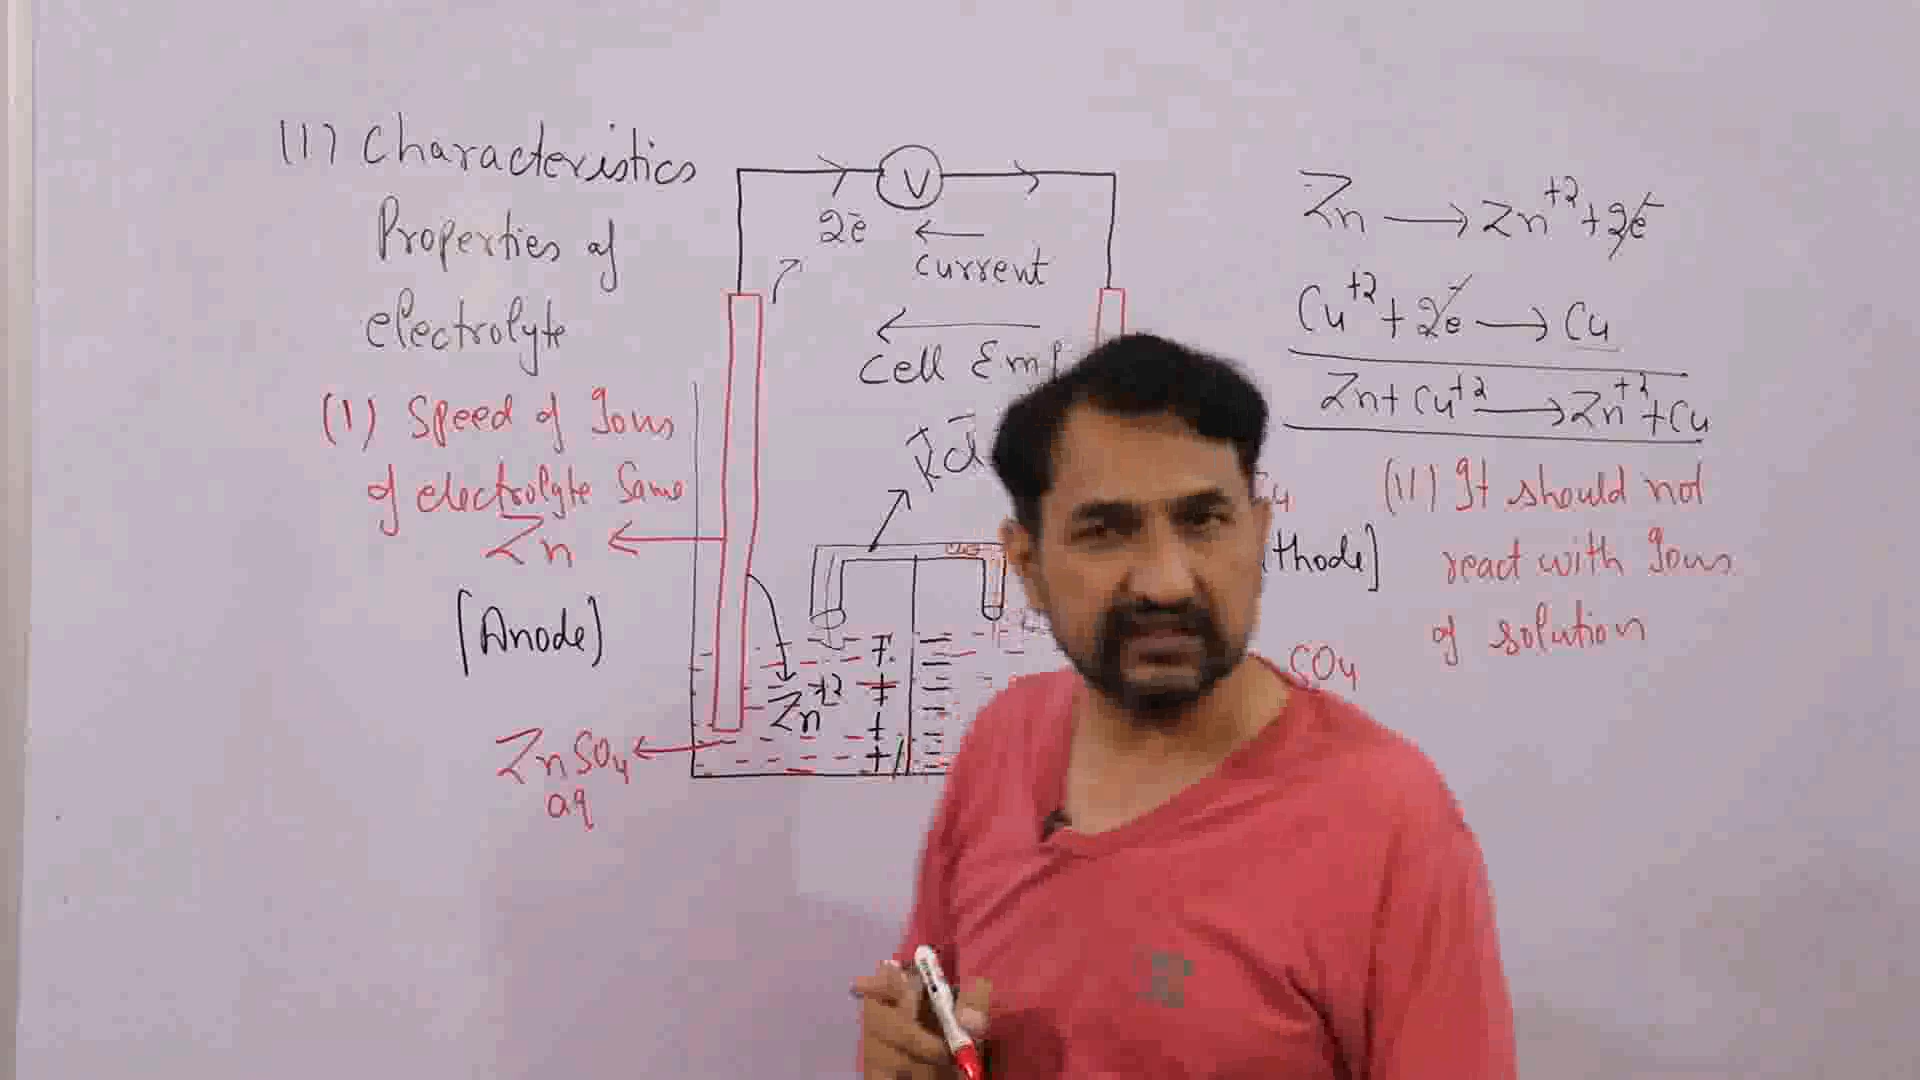 (1) Characteristics
Properties of
electrolyte
(1) Speed of Ions
of electrolyte Same
Zn
[Anode]
ZnSO4
aq
V
2e-
current
Cell Emf
KCl
Zn+2
+
+
+
+
Zn → Zn+2 + 2e-
Cu+2 + 2e- → Cu
Zn + Cu+2 → Zn+2 + Cu
thode]
SO4
(11) It should not
react with Ions
of solution